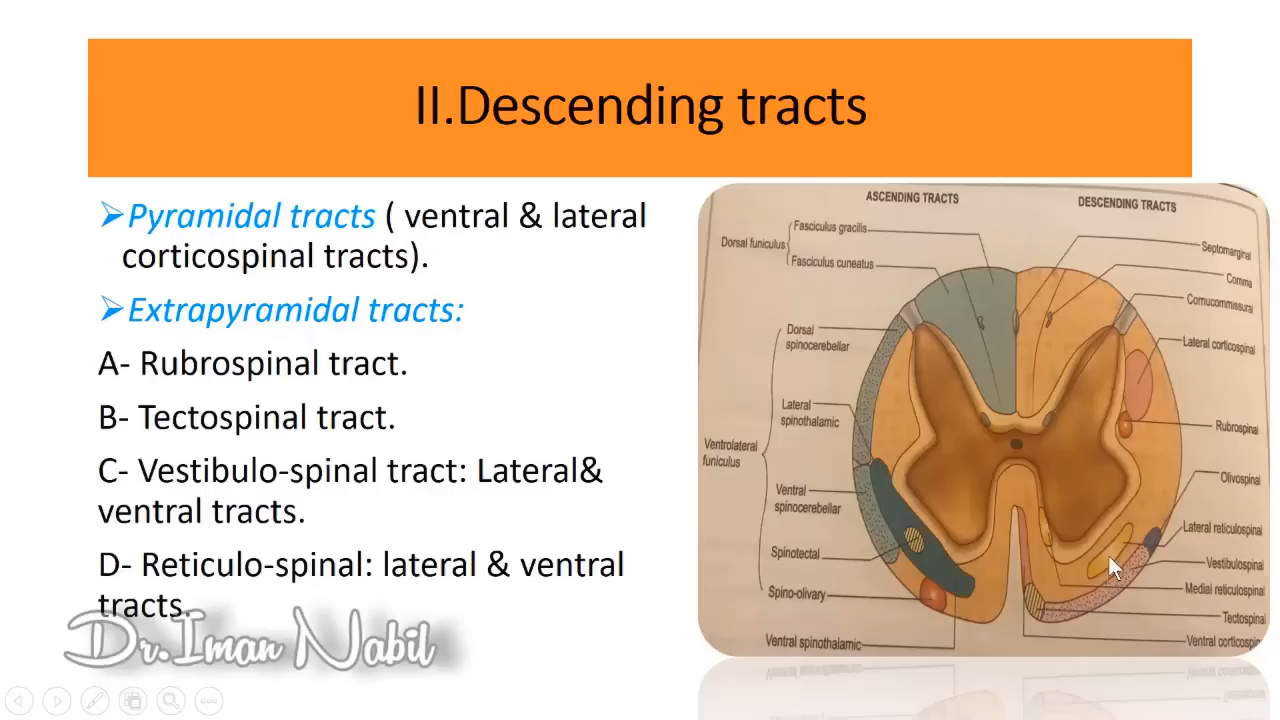 II.Descending tracts
Pyramidal tracts ( ventral & lateral
corticospinal tracts).
Extrapyramidal tracts:
A- Rubrospinal tract.
B- Tectospinal tract.
C- Vestibulo-spinal tract: Lateral&
ventral tracts.
D- Reticulo-spinal: lateral & ventral
tracts.
Dr.Iman Nabil
ASCENDING TRACTS
DESCENDING TRACTS
Dorsal funiculus
Fasciculus gracilis
Fasciculus cuneatus
Dorsal
spinocerebellar
Lateral
spinothalamic
Ventrolateral
funiculus
Ventral
spinocerebellar
Spinotectal
Spino-olivary
Ventral spinothalamic
Septomarginal
Comma
Cornucommissural
Lateral corticospinal
Rubrospinal
Olivospinal
Lateral reticulospinal
Vestibulospinal
Medial reticulospinal
Tectospinal
Ventral corticospin